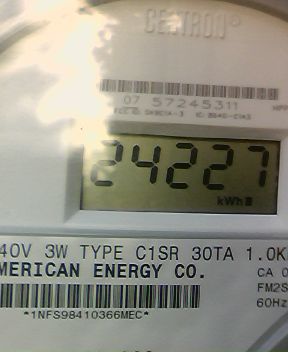 CENTRON®
07 57245311
24227
kWh
40V 3W TYPE C1SR 30TA 1.0K
MERICAN ENERGY CO.
CA 0
FM2S
60Hz
*1NFS98410366MEC*